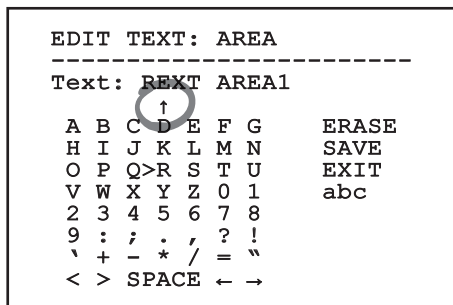 EDIT TEXT: AREA
------------------------
Text: REXT AREA1
↑
A B C D E F G ERASE
H I J K L M N SAVE
O P Q>R S T U EXIT
V W X Y Z 0 1 abc
2 3 4 5 6 7 8
9 : ; . , ? !
‵ + - * / = 〝
< > SPACE ← →